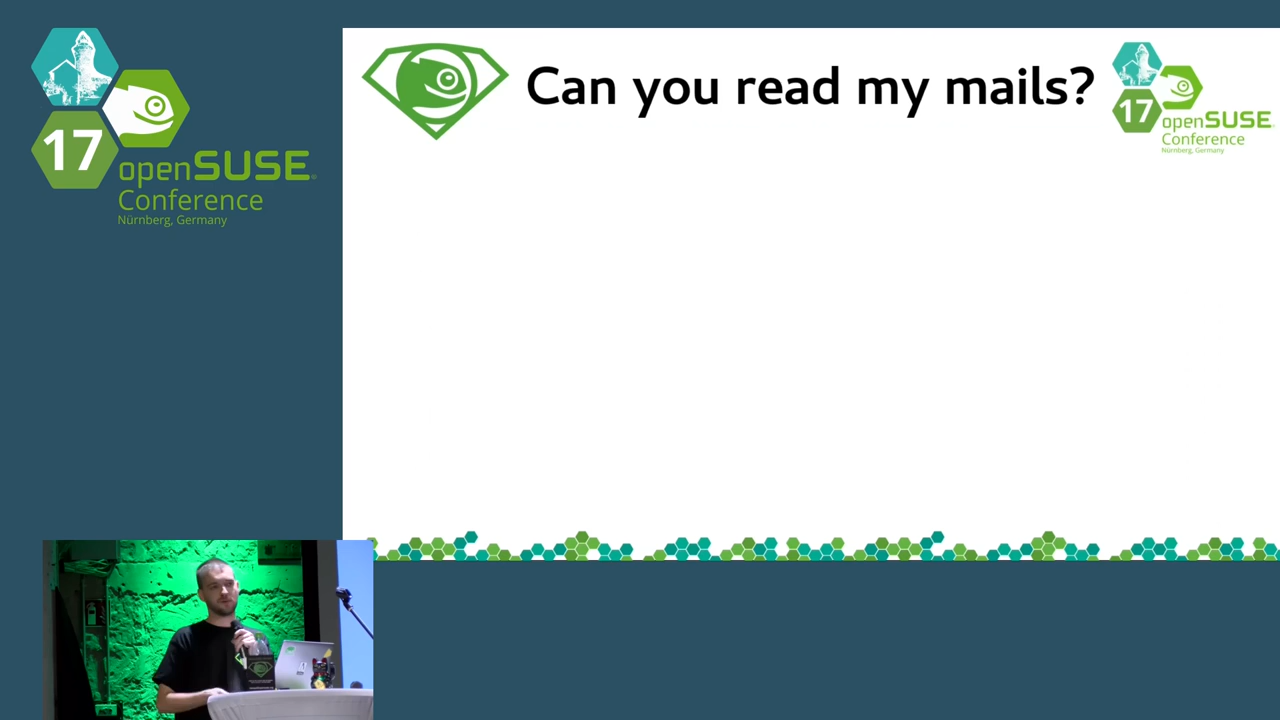 17
openSUSE
Conference
Nürnberg, Germany
Can you read my mails?
17
openSUSE
Conference
Nürnberg, Germany